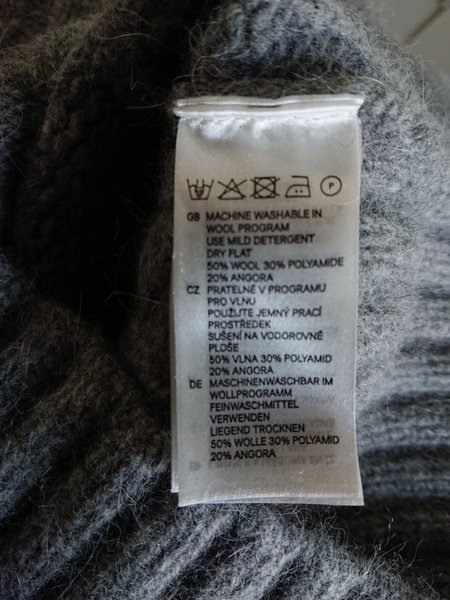 P
GB MACHINE WASHABLE IN
WOOL PROGRAM
USE MILD DETERGENT
DRY FLAT
50% WOOL 30% POLYAMIDE
20% ANGORA
CZ PRATELNÉ V PROGRAMU
PRO VLNU
POUŽIJTE JEMNÝ PRACÍ
PROSTŘEDEK
SUŠENÍ NA VODOROVNÉ
PLOŠE
50% VLNA 30% POLYAMID
20% ANGORA
DE MASCHINENWASCHBAR IM
WOLLPROGRAMM
FEINWASCHMITTEL
VERWENDEN
LIEGEND TROCKNEN
50% WOLLE 30% POLYAMID
20% ANGORA